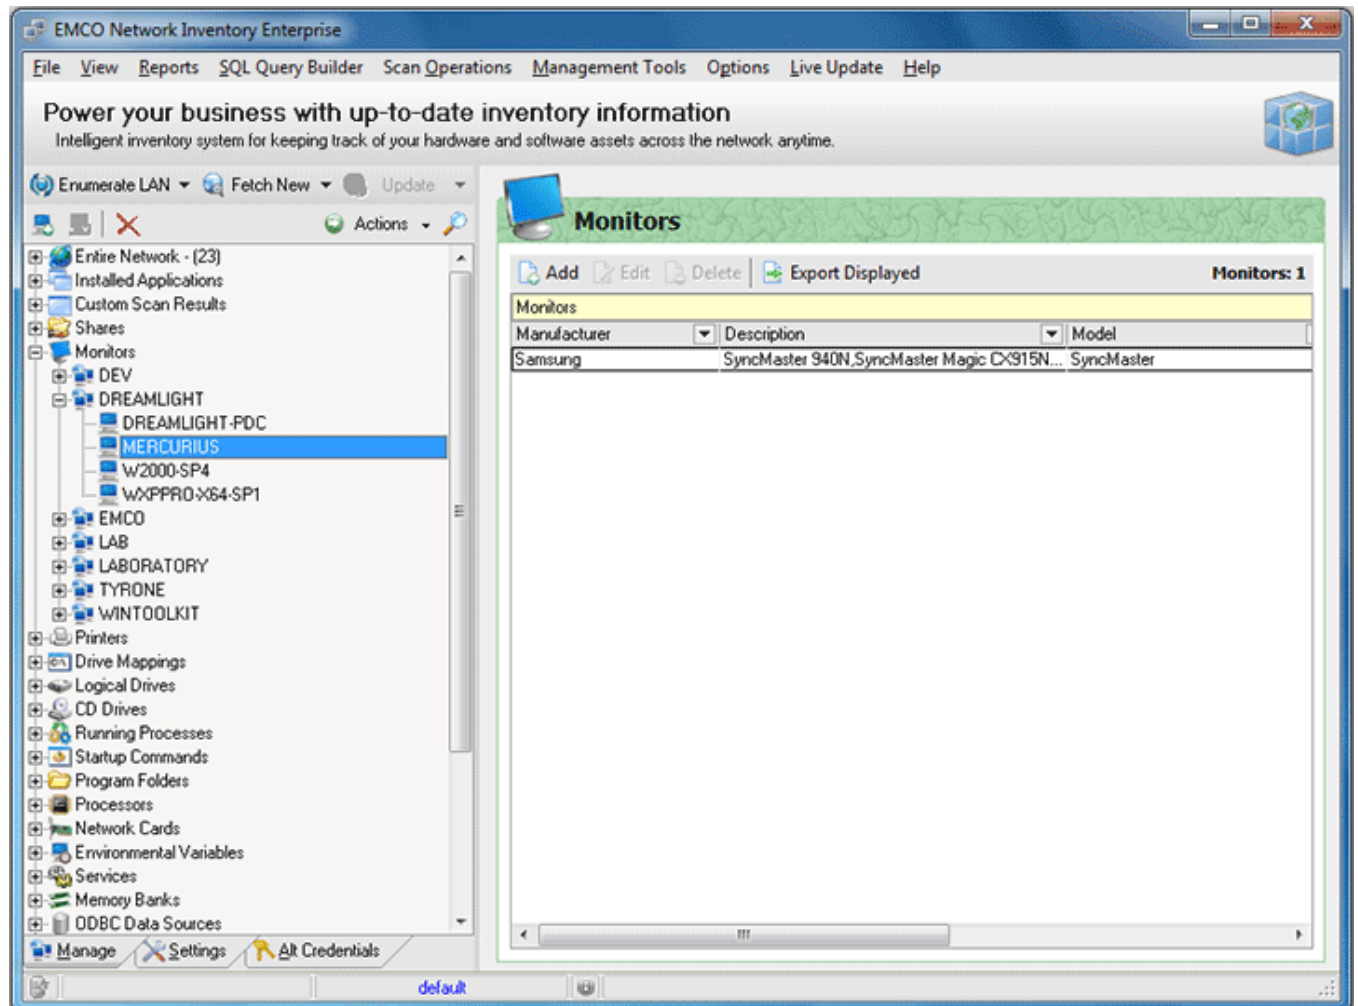 EMCO Network Inventory Enterprise
File View Reports SQL Query Builder Scan Operations Management Tools Options Live Update Help
Power your business with up-to-date inventory information
Intelligent inventory system for keeping track of your hardware and software assets across the network anytime.
Enumerate LAN Fetch New Update
Actions
Entire Network - (23)
Installed Applications
Custom Scan Results
Shares
Monitors
DEV
DREAMLIGHT
DREAMLIGHT-PDC
MERCURIUS
W2000-SP4
WXPPRO-X64-SP1
EMCO
LAB
LABORATORY
TYRONE
WINTOOLKIT
Printers
Drive Mappings
Logical Drives
CD Drives
Running Processes
Startup Commands
Program Folders
Processors
Network Cards
Environmental Variables
Services
Memory Banks
ODBC Data Sources
Manage Settings Alt Credentials
default
Monitors
Add Edit Delete Export Displayed Monitors: 1
Monitors
Manufacturer Description Model
Samsung SyncMaster 940N,SyncMaster Magic CX915N... SyncMaster